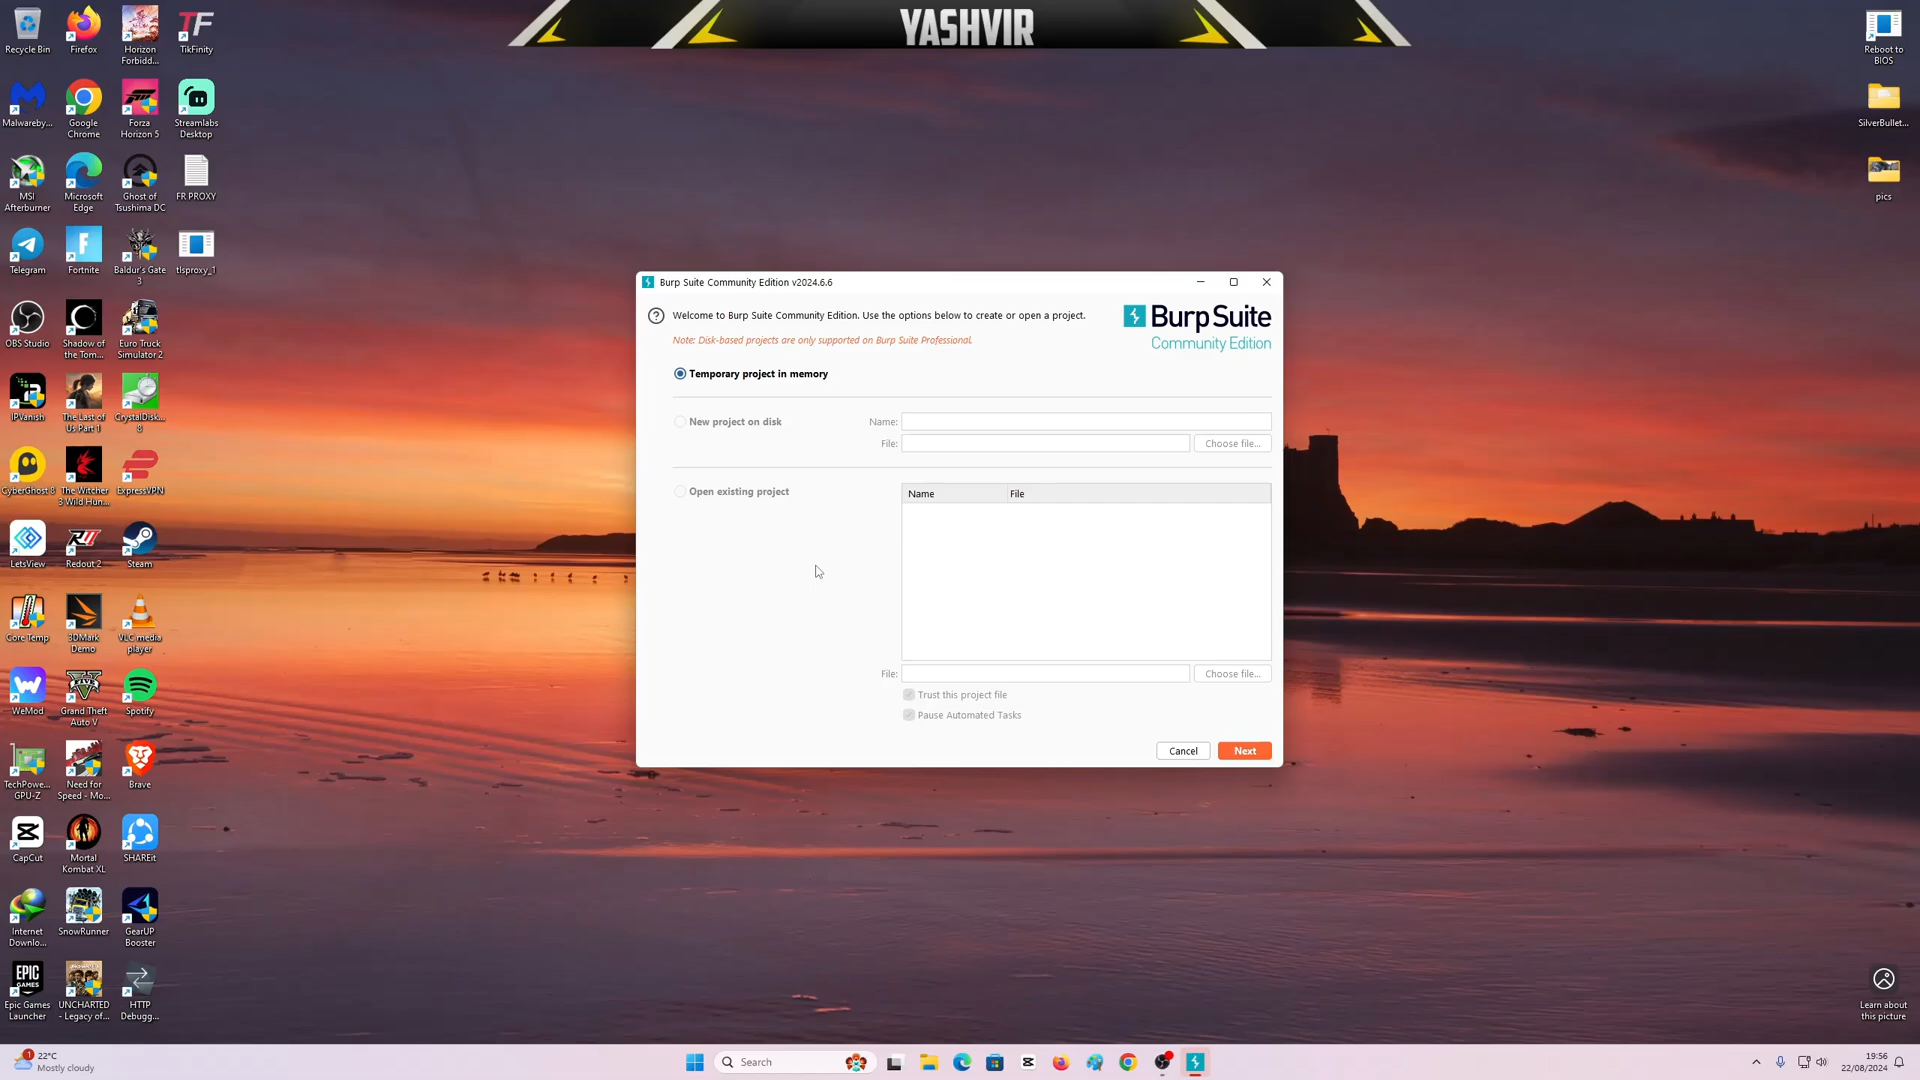 YASHVIR
Recycle Bin
Firefox
Horizon
Forbidd...
TikFinity
Malwareby...
Google
Chrome
Forza
Horizon 5
Streamlabs
Desktop
MSI
Afterburner
Microsoft
Edge
Ghost of
Tsushima DC
FR PROXY
Telegram
Fortnite
Baldur's Gate
3
tlsproxy_1
OBS Studio
Shadow of
the Tom...
Euro Truck
Simulator 2
IPVanish
The Last of
Us Part 1
CrystalDisk...
8
CyberGhost 8
The Witcher
3 Wild Hun...
ExpressVPN
LetsView
Redout 2
Steam
Core Temp
3DMark
Demo
VLC media
player
WeMod
Grand Theft
Auto V
Spotify
TechPowe...
GPU-Z
Need for
Speed - Mo...
Brave
CapCut
Mortal
Kombat XL
SHAREit
Internet
Downlo...
SnowRunner
GearUP
Booster
Epic Games
Launcher
UNCHARTED
- Legacy of...
HTTP
Debugg...
Reboot to
BIOS
SilverBullet...
pics
Learn about
this picture
Burp Suite Community Edition v2024.6.6
Welcome to Burp Suite Community Edition. Use the options below to create or open a project.
Note: Disk-based projects are only supported on Burp Suite Professional.
Burp Suite
Community Edition
Temporary project in memory
New project on disk
Name:
File:
Choose file...
Open existing project
Name
File
File:
Choose file...
Trust this project file
Pause Automated Tasks
Cancel
Next
1
22°C
Mostly cloudy
Search
19:56
22/08/2024